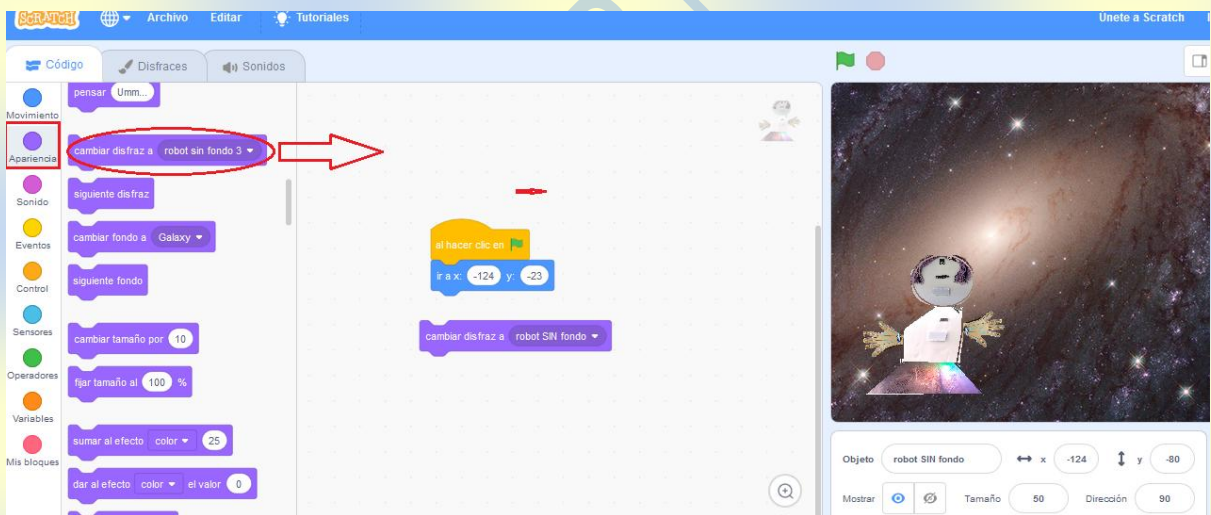 SCRATCH Archivo Editar Tutoriales Únete a Scratch
Código Disfraces Sonidos
Movimiento
Apariencia
Sonido
Eventos
Control
Sensores
Operadores
Variables
Mis bloques
pensar Umm...
cambiar disfraz a robot sin fondo 3
siguiente disfraz
cambiar fondo a Galaxy
siguiente fondo
cambiar tamaño por 10
fijar tamaño al 100 %
sumar al efecto color 25
dar al efecto color el valor 0
al hacer clic en
ir a x: -124 y: -23
cambiar disfraz a robot SIN fondo
Objeto robot SIN fondo x -124 y -80
Mostrar Tamaño 50 Dirección 90